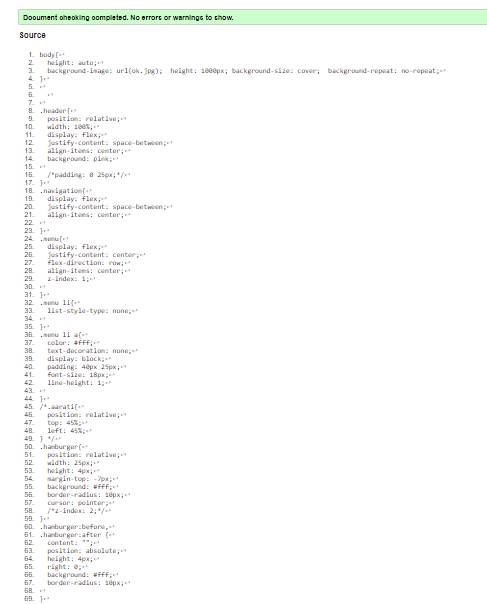 Document checking completed. No errors or warnings to show.
Source
1. body{↩
2. height: auto;↩
3. background-image: url(ok.jpg); height: 1000px; background-size: cover; background-repeat: no-repeat;↩
4. }↩
5. ↩
6. ↩
7. ↩
8. .header{↩
9. position: relative;↩
10. width: 100%;↩
11. display: flex;↩
12. justify-content: space-between;↩
13. align-items: center;↩
14. background: pink;↩
15. ↩
16. /*padding: 0 25px;*/↩
17. }↩
18. .navigation{↩
19. display: flex;↩
20. justify-content: space-between;↩
21. align-items: center;↩
22. ↩
23. }↩
24. .menu{↩
25. display: flex;↩
26. justify-content: center;↩
27. flex-direction: row;↩
28. align-items: center;↩
29. z-index: 1;↩
30. ↩
31. }↩
32. .menu li{↩
33. list-style-type: none;↩
34. ↩
35. }↩
36. .menu li a{↩
37. color: #fff;↩
38. text-decoration: none;↩
39. display: block;↩
40. padding: 40px 25px;↩
41. font-size: 18px;↩
42. line-height: 1;↩
43. ↩
44. }↩
45. /*.aarati{↩
46. position: relative;↩
47. top: 45%;↩
48. left: 45%;↩
49. } */↩
50. .hamburger{↩
51. position: relative;↩
52. width: 25px;↩
53. height: 4px;↩
54. margin-top: -7px;↩
55. background: #fff;↩
56. border-radius: 10px;↩
57. cursor: pointer;↩
58. /*z-index: 2;*/↩
59. }↩
60. .hamburger:before,↩
61. .hamburger:after {↩
62. content: "";↩
63. position: absolute;↩
64. height: 4px;↩
65. right: 0;↩
66. background: #fff;↩
67. border-radius: 10px;↩
68. ↩
69. }↩